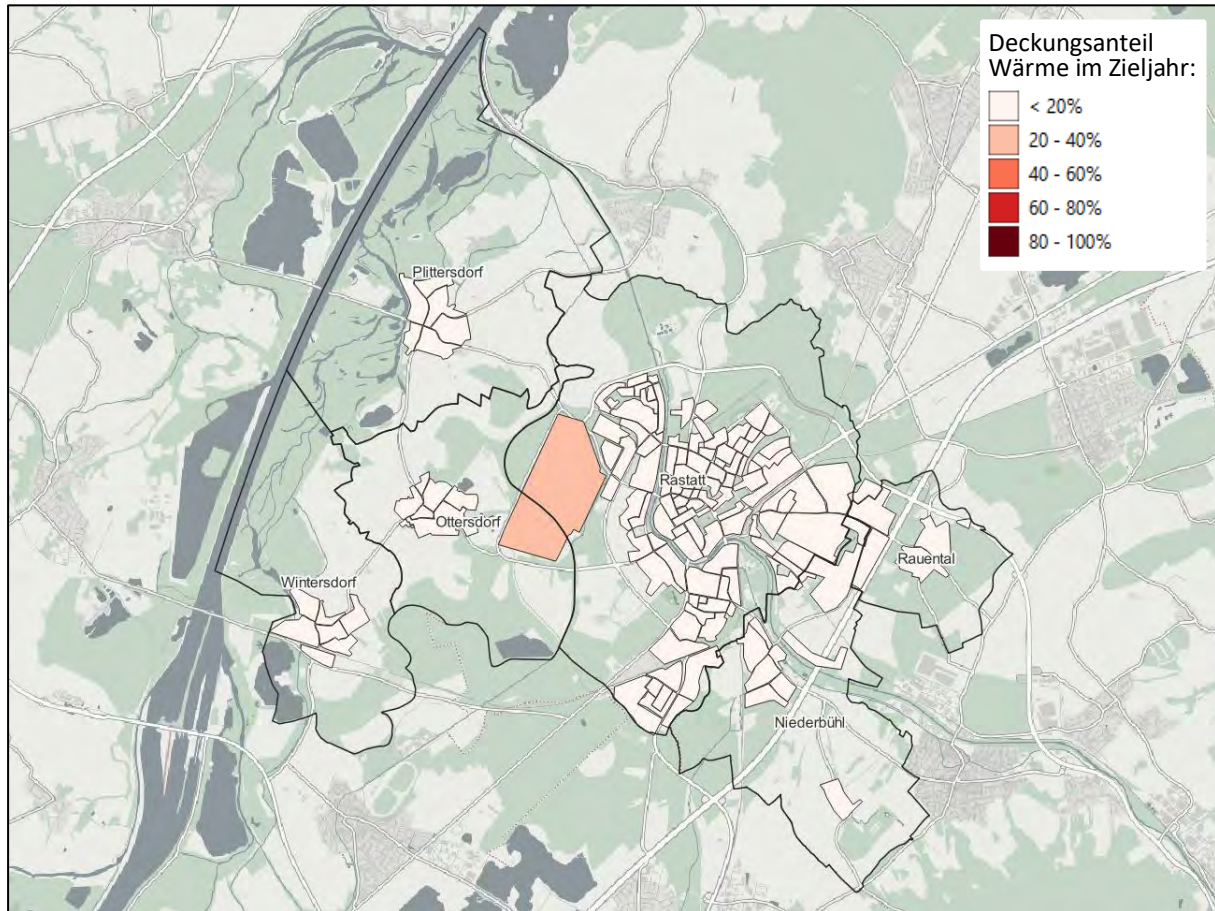 Deckungsanteil
Wärme im Zieljahr:
< 20%
20 - 40%
40 - 60%
60 - 80%
80 - 100%
Plittersdorf
Rastatt
Ottersdorf
Rauental
Wintersdorf
Niederbühl